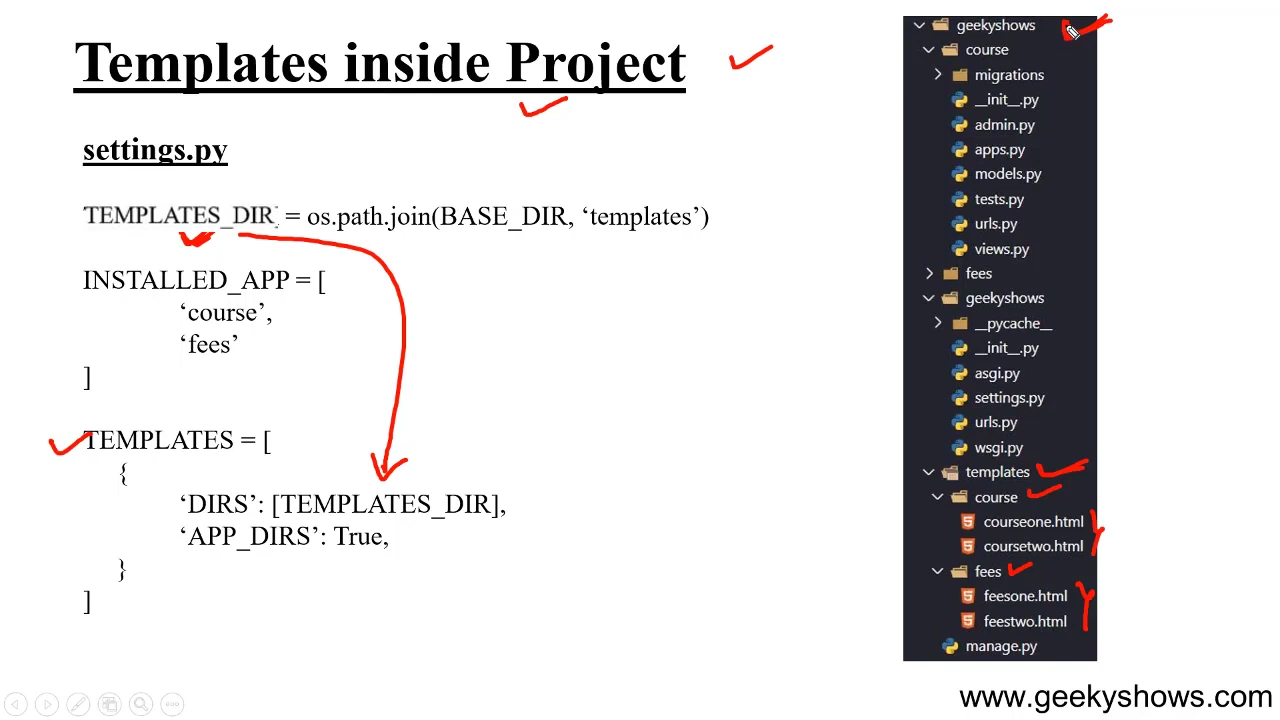 Templates inside Project
settings.py
TEMPLATES_DIR = os.path.join(BASE_DIR, ‘templates’)
INSTALLED_APP = [
‘course’,
‘fees’
]
TEMPLATES = [
{
‘DIRS’: [TEMPLATES_DIR],
‘APP_DIRS’: True,
}
]
geekyshows
course
migrations
__init__.py
admin.py
apps.py
models.py
tests.py
urls.py
views.py
fees
geekyshows
__pycache__
__init__.py
asgi.py
settings.py
urls.py
wsgi.py
templates
course
courseone.html
coursetwo.html
fees
feesone.html
feestwo.html
manage.py
www.geekyshows.com